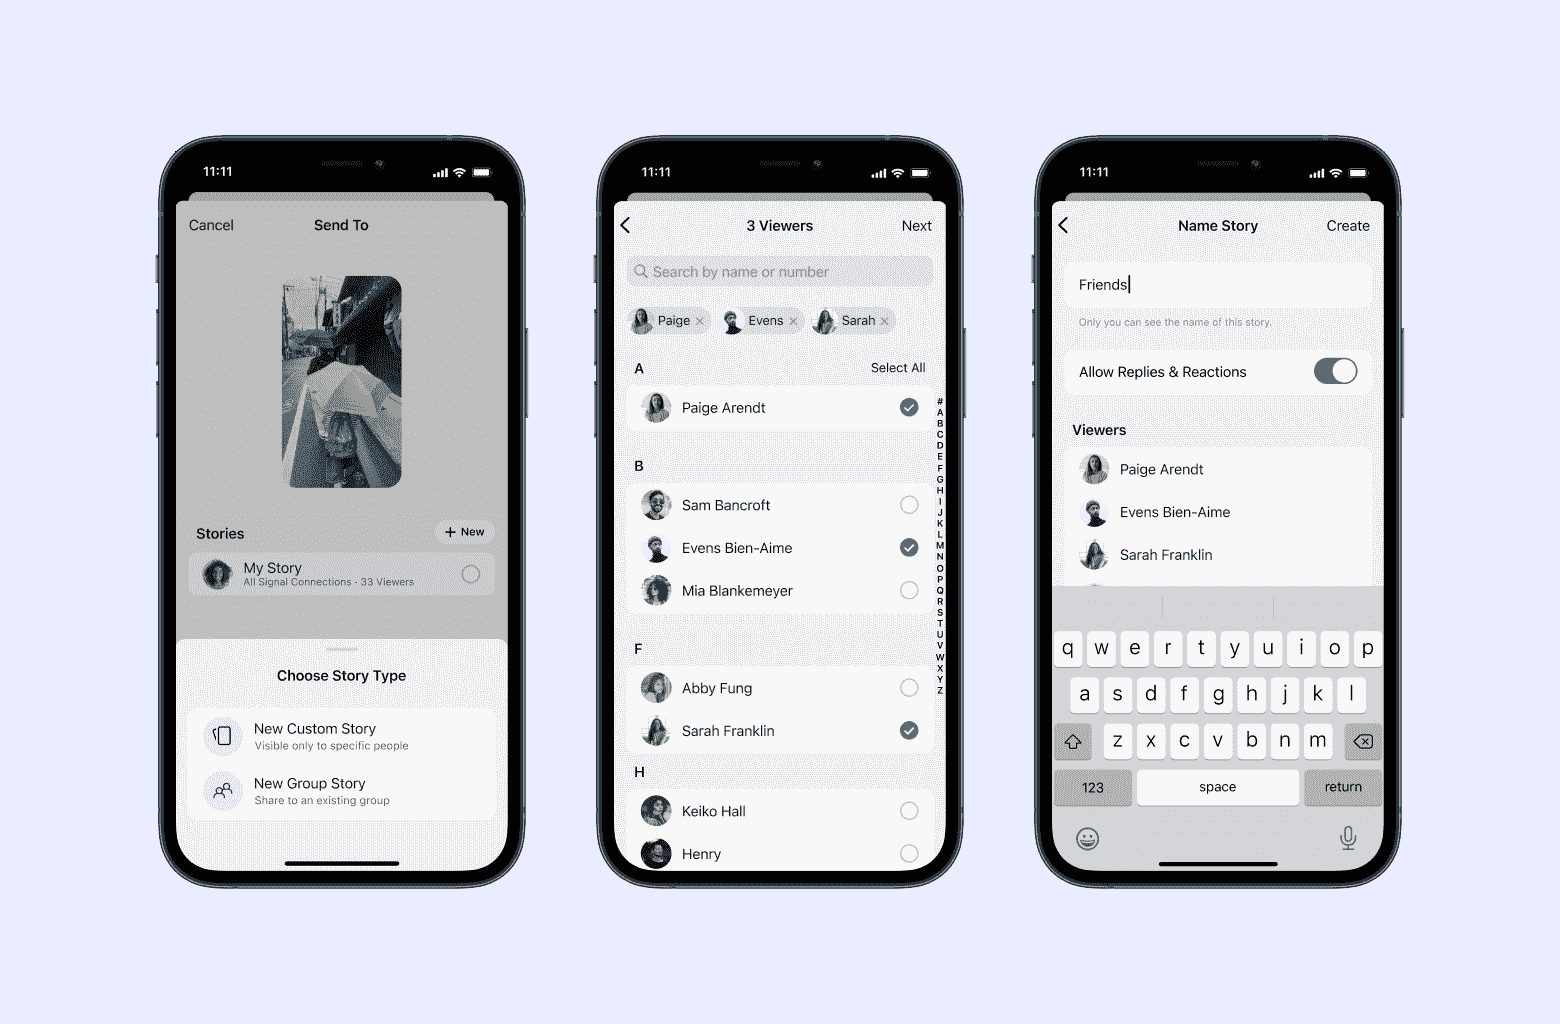 11:11
Cancel
Send To
Stories
+ New
My Story
All Signal Connections · 33 Viewers
Choose Story Type
New Custom Story
Visible only to specific people
New Group Story
Share to an existing group
11:11
3 Viewers
Next
Search by name or number
Paige × Evens × Sarah ×
A
Select All
Paige Arendt
B
Sam Bancroft
Evens Bien-Aime
Mia Blankemeyer
F
Abby Fung
Sarah Franklin
H
Keiko Hall
Henry
#
A
B
C
D
E
F
G
H
I
J
K
L
M
N
O
P
Q
R
S
T
U
V
W
X
Y
Z
11:11
Name Story
Create
Friends
Only you can see the name of this story.
Allow Replies & Reactions
Viewers
Paige Arendt
Evens Bien-Aime
Sarah Franklin
q w e r t y u i o p
a s d f g h j k l
z x c v b n m
123 space return